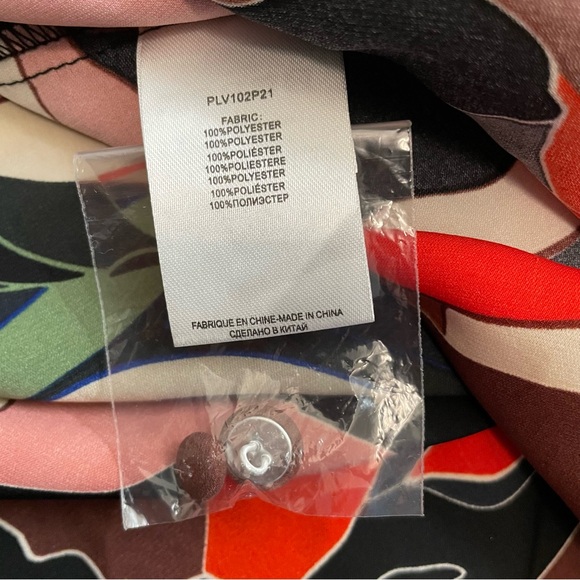 PLV102P21
FABRIC:
100%POLYESTER
100%POLYESTER
100%POLIÉSTER
100%POLIESTERE
100%POLYESTER
100%POLIÉSTER
100%ПОЛИЭСТЕР
FABRIQUE EN CHINE-MADE IN CHINA
СДЕЛАНО В КИТАЙ